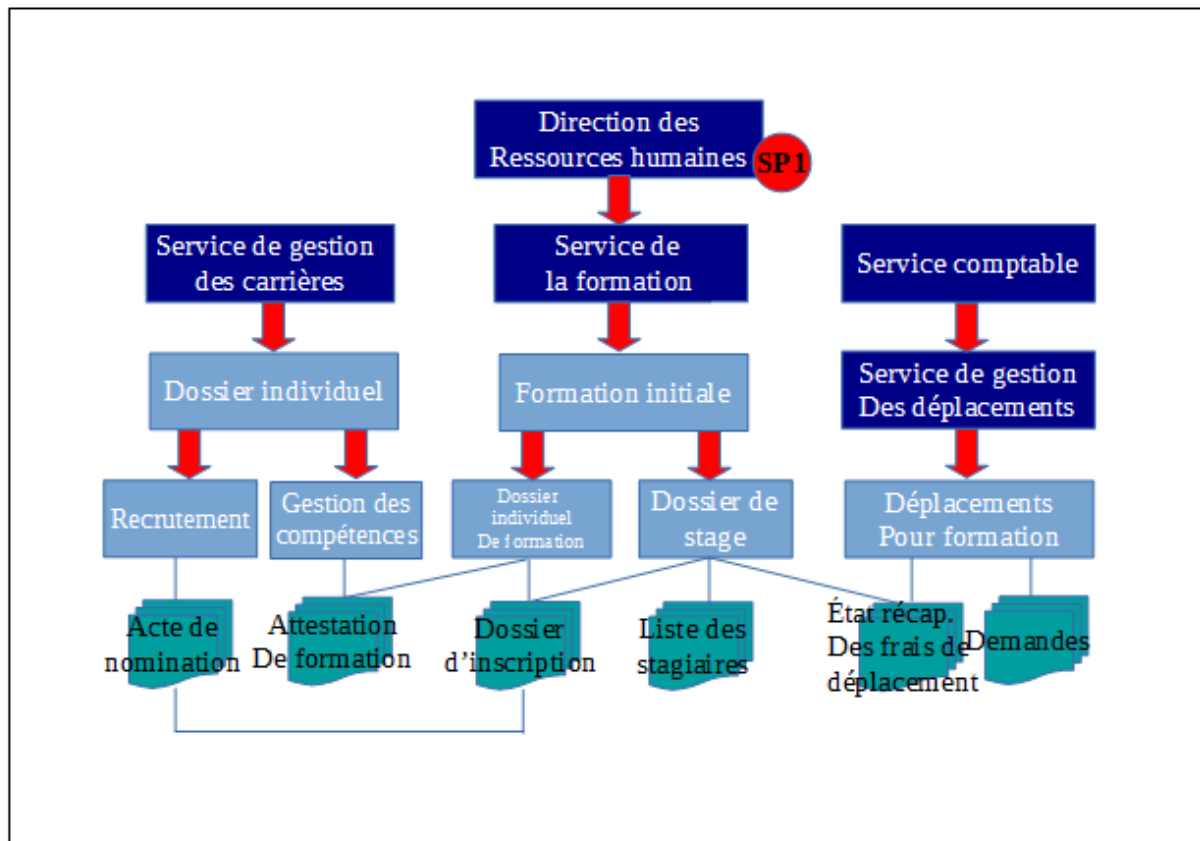 Direction des
Ressources humaines
SP1
Service de gestion
des carrières
Service de
la formation
Service comptable
Dossier individuel
Formation initiale
Service de gestion
Des déplacements
Recrutement
Gestion des
compétences
Dossier
individuel
De formation
Dossier de
stage
Déplacements
Pour formation
Acte de
nomination
Attestation
De formation
Dossier
d’inscription
Liste des
stagiaires
État récap.
Des frais de
déplacement
Demandes